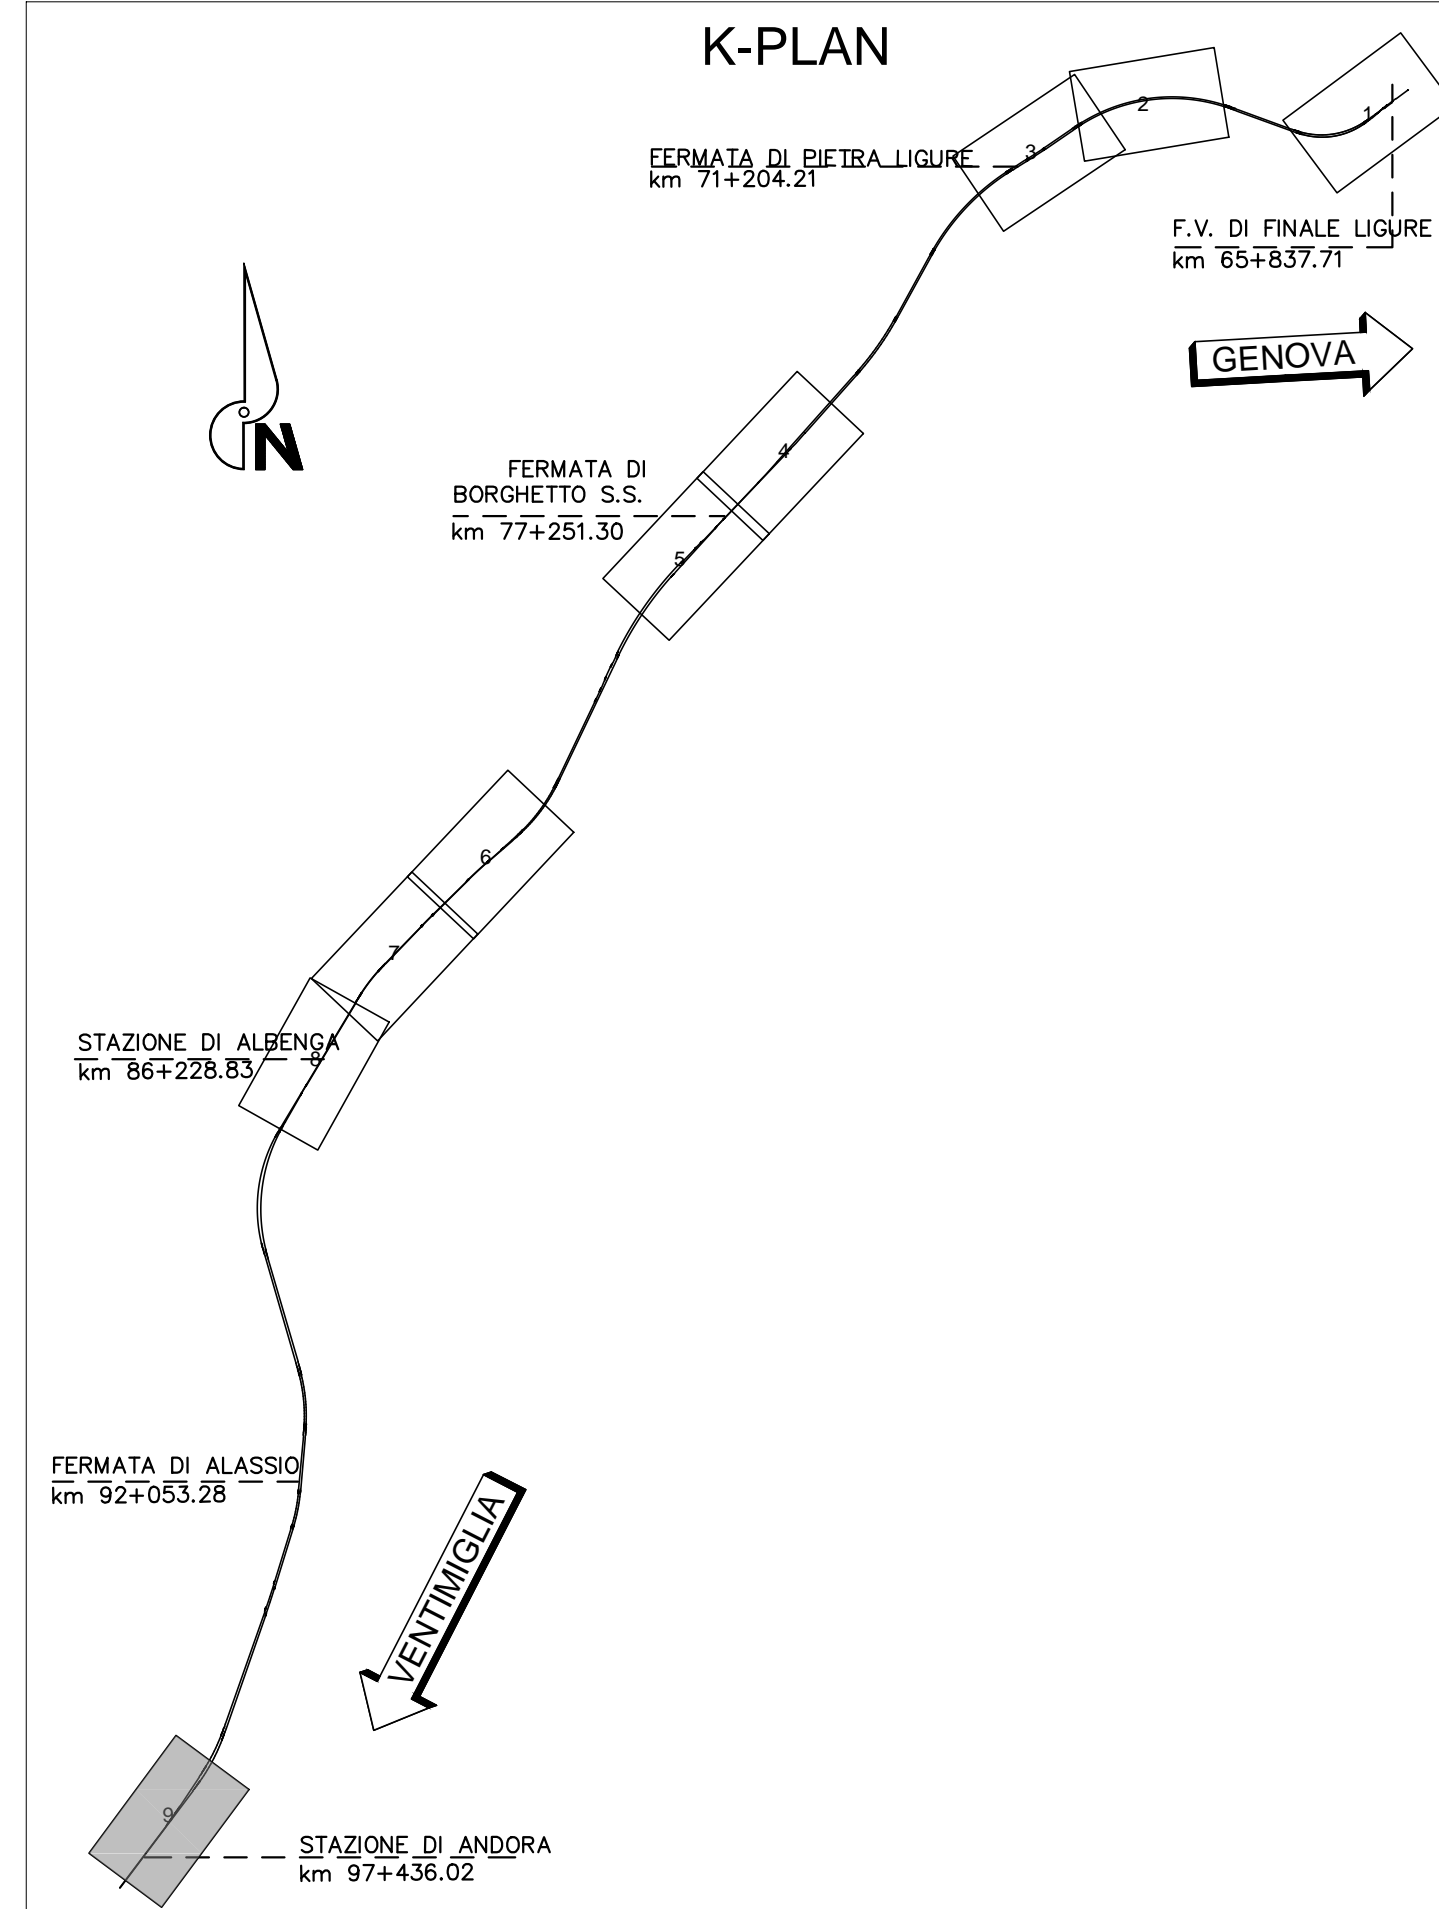 K-PLAN
1
2
3
FERMATA DI PIETRA LIGURE
km 71+204.21
F.V. DI FINALE LIGURE
km 65+837.71
GENOVA
N
4
FERMATA DI
BORGHETTO S.S.
km 77+251.30
5
6
7
STAZIONE DI ALBENGA
km 86+228.83
8
FERMATA DI ALASSIO
km 92+053.28
VENTIMIGLIA
9
STAZIONE DI ANDORA
km 97+436.02